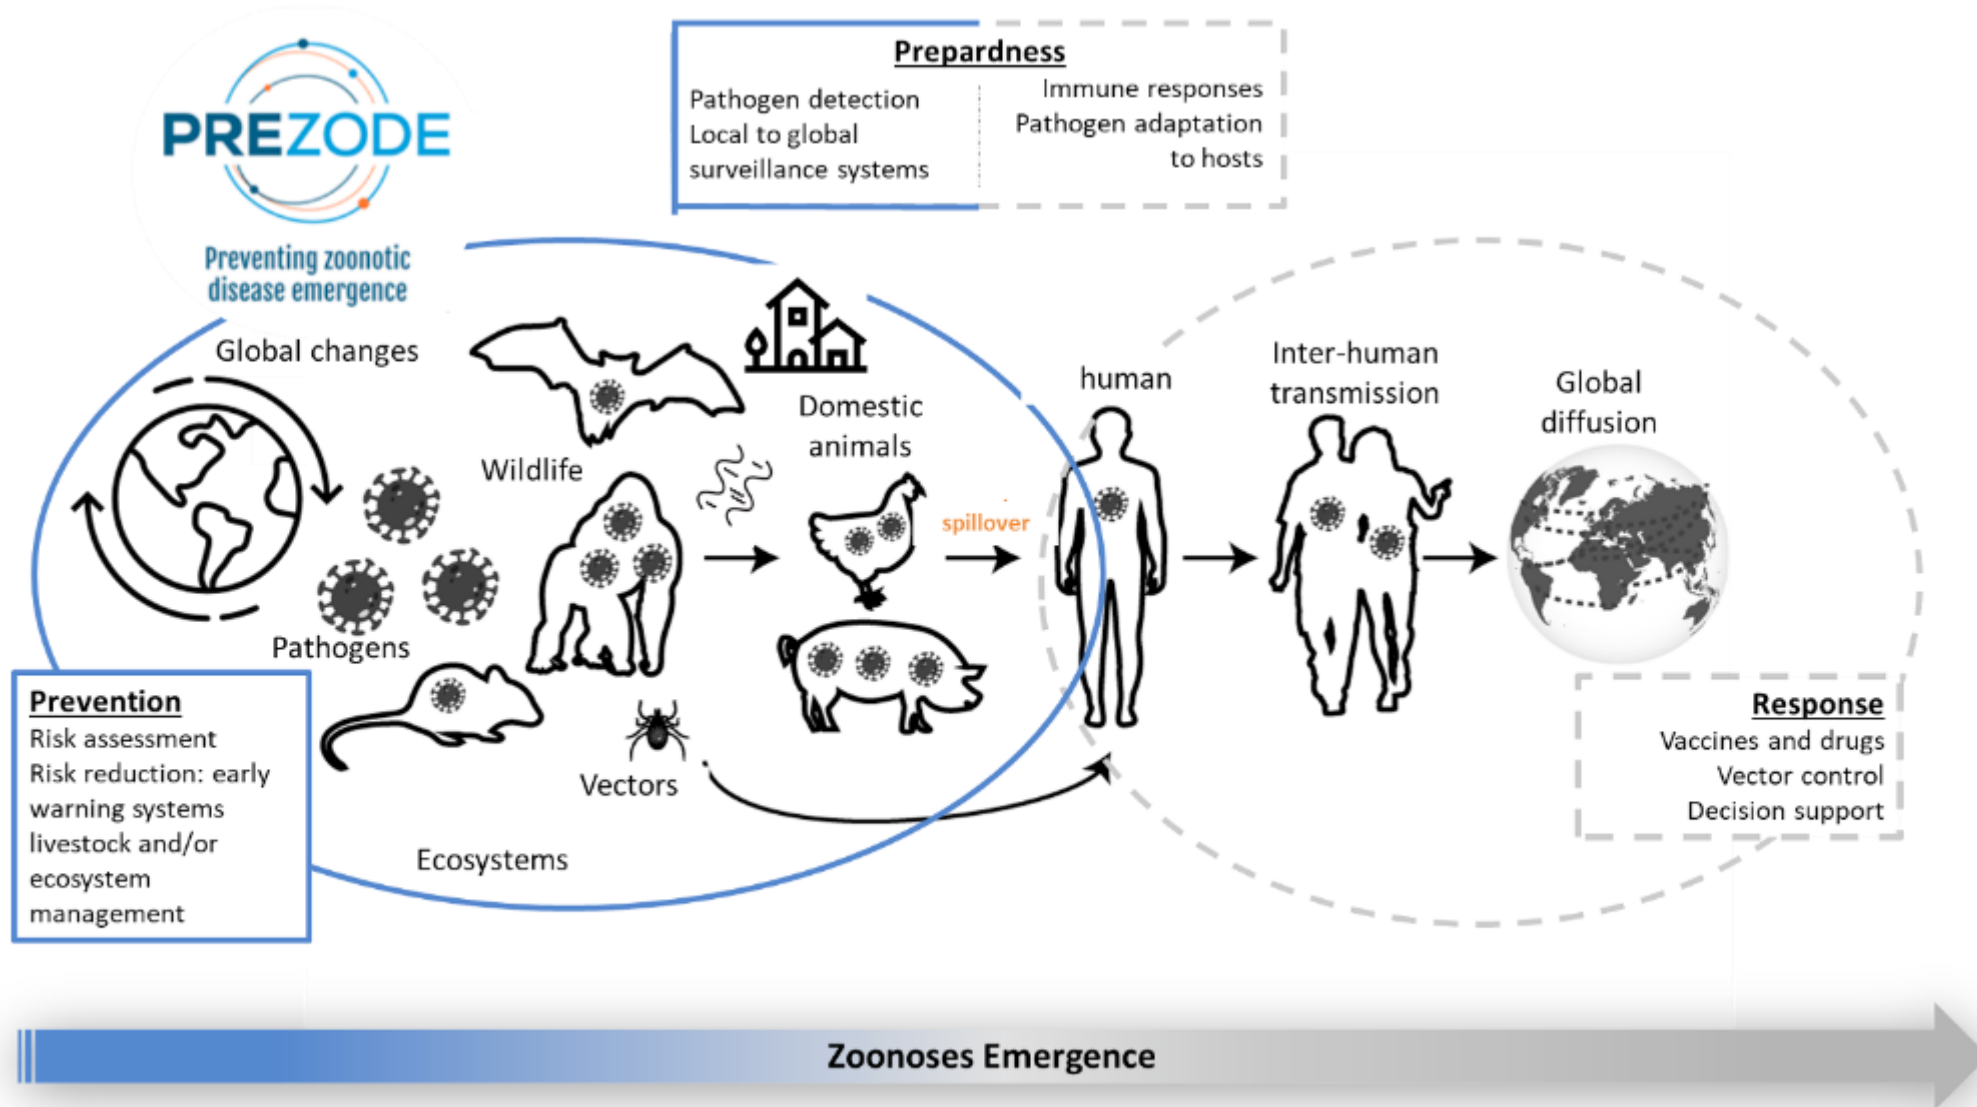 PREZODE
Preventing zoonotic
disease emergence
Prepardness
Pathogen detection
Local to global
surveillance systems
Immune responses
Pathogen adaptation
to hosts
Global changes
Wildlife
Pathogens
Domestic
animals
spillover
human
Inter-human
transmission
Global
diffusion
Vectors
Ecosystems
Prevention
Risk assessment
Risk reduction: early
warning systems
livestock and/or
ecosystem
management
Response
Vaccines and drugs
Vector control
Decision support
Zoonoses Emergence